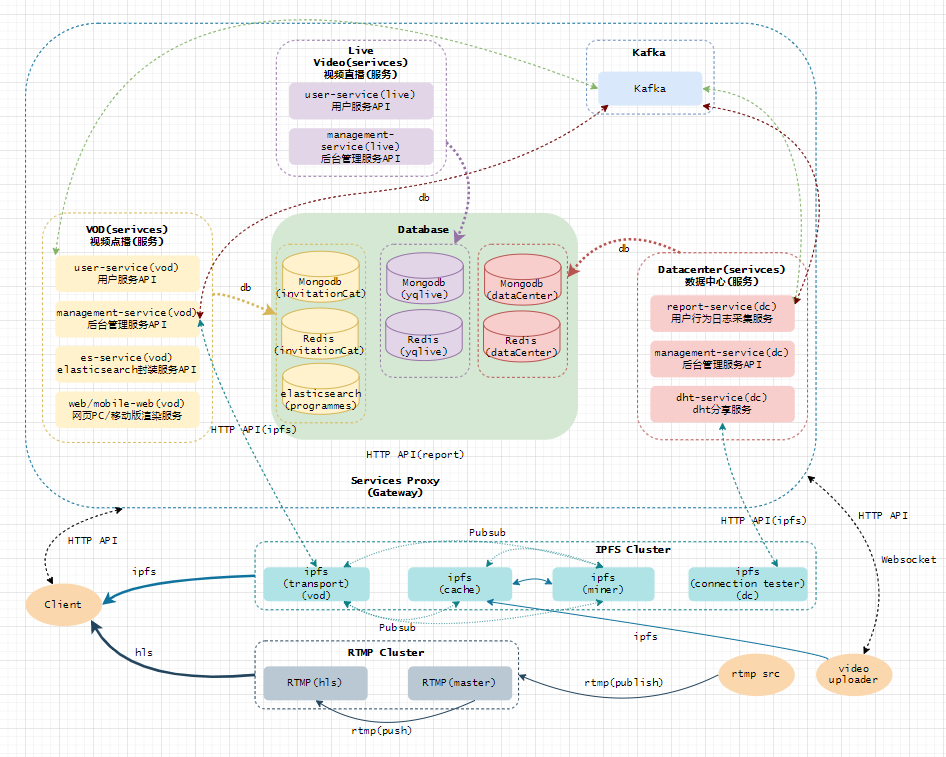 Live
Video(serivces)
视频直播(服务)
user-service(live)
用户服务API
management-
service(live)
后台管理服务API
Kafka
Kafka
db
VOD(serivces)
视频点播(服务)
user-service(vod)
用户服务API
management-service(vod)
后台管理服务API
es-service(vod)
elasticsearch封装服务API
web/mobile-web(vod)
网页PC/移动版渲染服务
db
Database
Mongodb
(invitationCat)
Redis
(invitationCat)
elasticsearch
(programmes)
Mongodb
(yqlive)
Redis
(yqlive)
Mongodb
(dataCenter)
Redis
(dataCenter)
db
Datacenter(serivces)
数据中心(服务)
report-service(dc)
用户行为日志采集服务
management-service(dc)
后台管理服务API
dht-service(dc)
dht分享服务
HTTP API(ipfs)
HTTP API(report)
Services Proxy
(Gateway)
HTTP API
HTTP API(ipfs)
HTTP API
Websocket
Pubsub
IPFS Cluster
ipfs
(transport)
(vod)
ipfs
(cache)
ipfs
(miner)
ipfs
(connection tester)
(dc)
ipfs
Client
Pubsub
ipfs
hls
RTMP Cluster
RTMP(hls)
RTMP(master)
rtmp(publish)
rtmp src
video
uploader
rtmp(push)